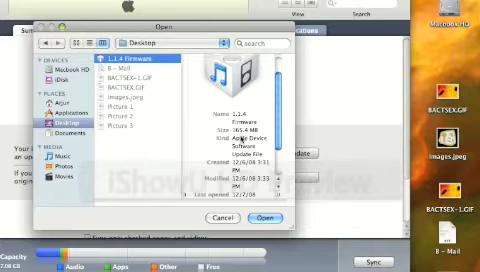 Search
View
Open
Desktop
search
DEVICES
Macbook HD
iDisk
PLACES
Arjun
Applications
Desktop
Documents
MEDIA
Music
Photos
Movies
1.1.4 Firmware
B - Mail
BACTSEX-1.GIF
BACTSEX.GIF
images.jpeg
Picture 1
Picture 2
Picture 3
Name 1.1.4
Firmware
Size 165.4 MB
Kind Apple Device
Software
Update File
Created 12/6/08 3:31
PM
Modified 12/6/08 3:33
PM
Last opened 12/7/08
Cancel
Open
Capacity
Audio
Apps
Other
Free
Sync
Macbook HD
BACTSEX.GIF
images.jpeg
BACTSEX-1.GIF
B - Mail